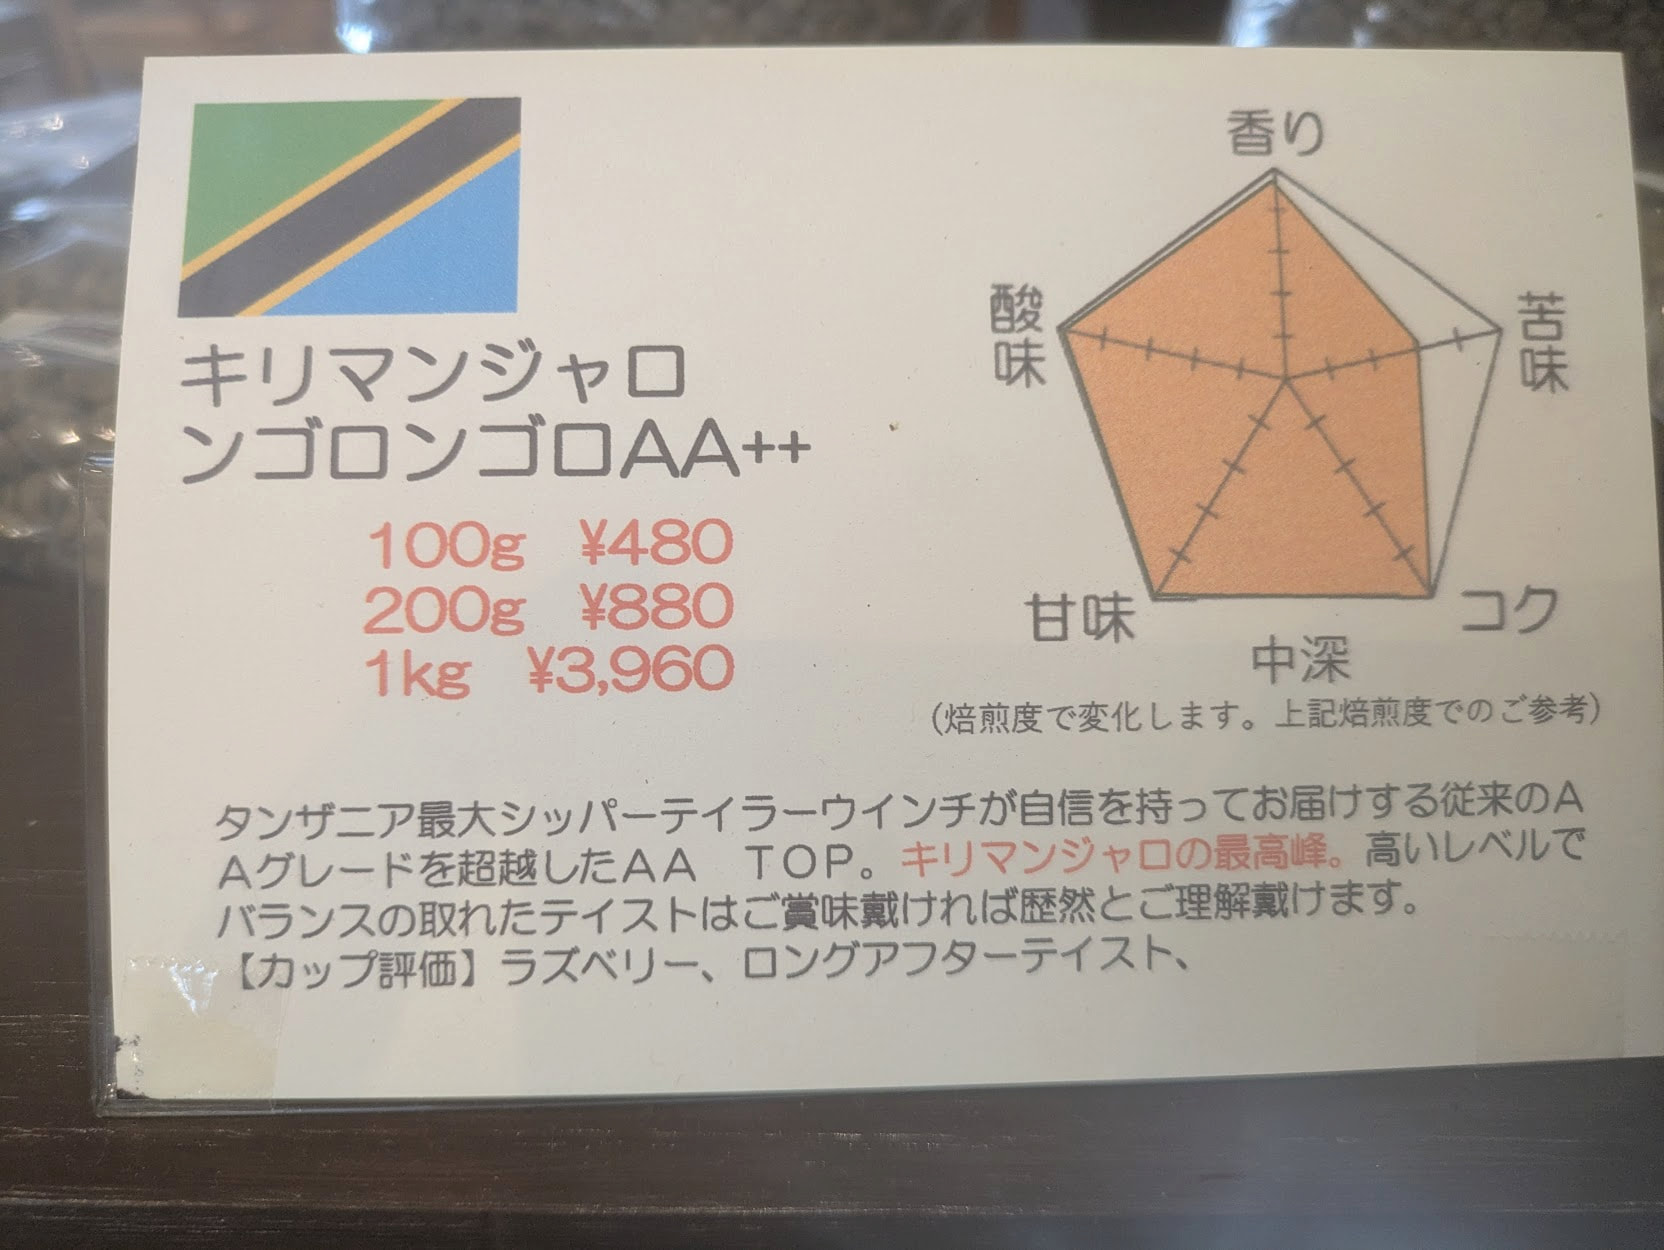 キリマンジャロ
ンゴロンゴロAA++
100g ¥480
200g ¥880
1kg ¥3,960
香り
酸味
苦味
甘味
コク
中深
(焙煎度で変化します。上記焙煎度でのご参考)
タンザニア最大シッパーテイラーウインチが自信を持ってお届けする従来のA
Aグレードを超越したAA　TOP。キリマンジャロの最高峰。高いレベルで
バランスの取れたテイストはご賞味戴ければ歴然とご理解戴けます。
【カップ評価】ラズベリー、ロングアフターテイスト、